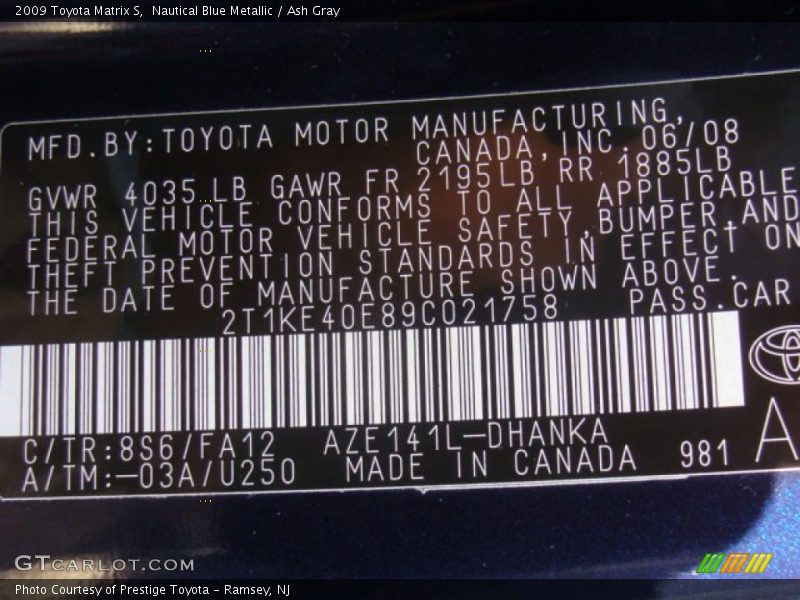 2009 Toyota Matrix S,  Nautical Blue Metallic / Ash Gray
MFD.BY:TOYOTA MOTOR MANUFACTURING,
CANADA,INC.06/08
GVWR 4035LB GAWR FR 2195LB,RR 1885LB
THIS VEHICLE CONFORMS TO ALL APPLICABLE
FEDERAL MOTOR VEHICLE SAFETY,BUMPER,AND
THEFT PREVENTION STANDARDS IN EFFECT ON
THE DATE OF MANUFACTURE SHOWN ABOVE.
2T1KE40E89C021758 PASS.CAR
C/TR:8S6/FA12 AZE141L-DHANKA
A/TM:-03A/U250 MADE IN CANADA 981 A
GTCARLOT.COM
Photo Courtesy of Prestige Toyota - Ramsey, NJ